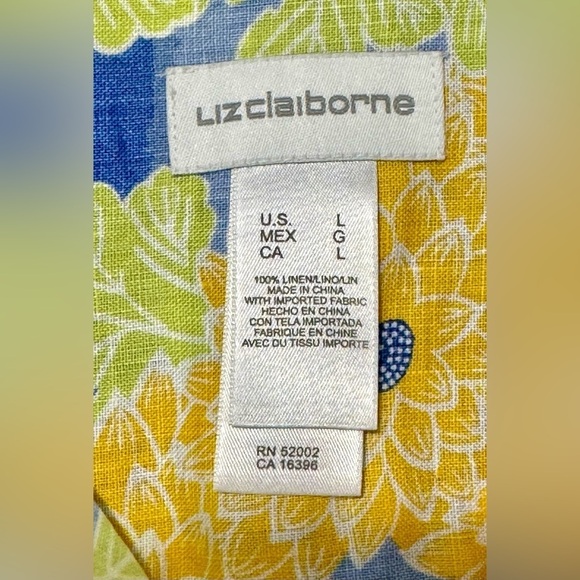 Lizclaiborne
U.S. L
MEX G
CA L
100% LINEN/LINO/LIN
MADE IN CHINA
WITH IMPORTED FABRIC
HECHO EN CHINA
CON TELA IMPORTADA
FABRIQUE EN CHINE
AVEC DU TISSU IMPORTE
RN 52002
CA 16396